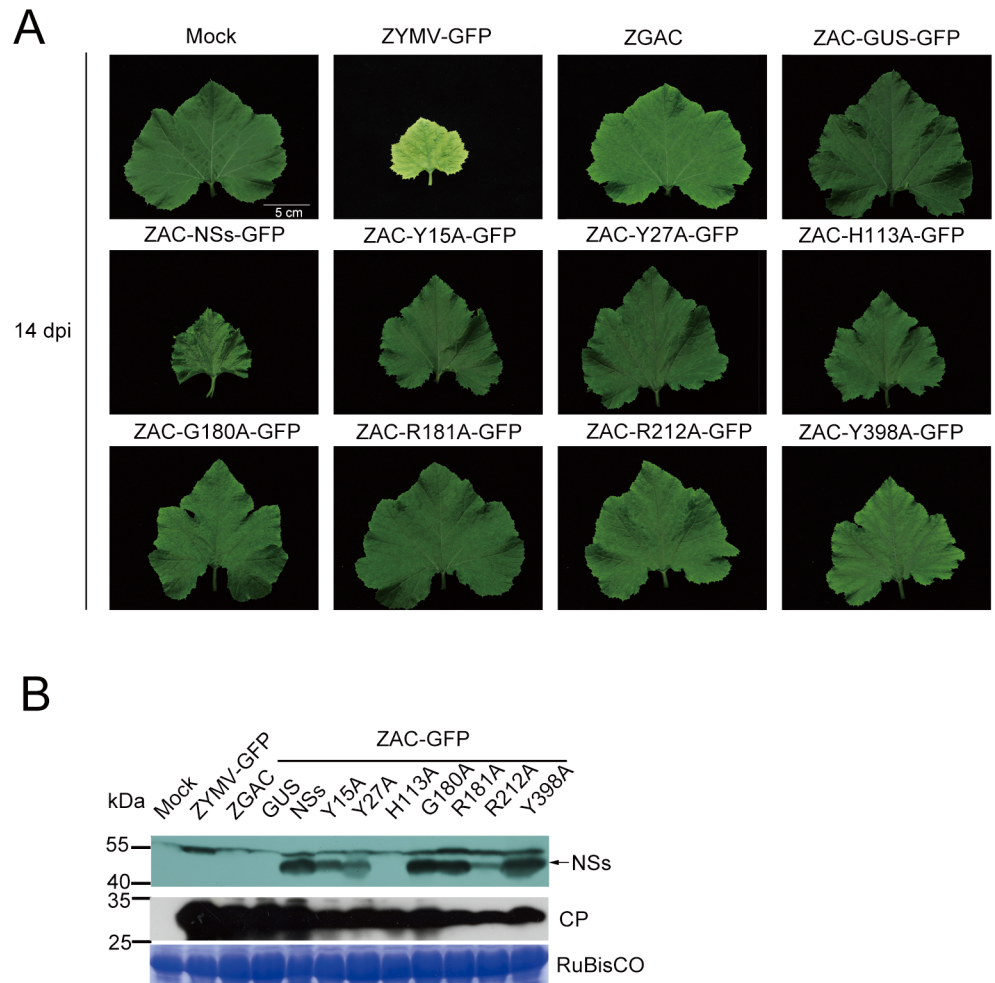 A
Mock ZYMV-GFP ZGAC ZAC-GUS-GFP
5 cm
ZAC-NSs-GFP ZAC-Y15A-GFP ZAC-Y27A-GFP ZAC-H113A-GFP
14 dpi
ZAC-G180A-GFP ZAC-R181A-GFP ZAC-R212A-GFP ZAC-Y398A-GFP
B
ZAC-GFP
kDa Mock ZYMV-GFP ZGAC GUS NSs Y15A Y27A H113A G180A R181A R212A Y398A
55
NSs
40
35
CP
25
RuBisCO